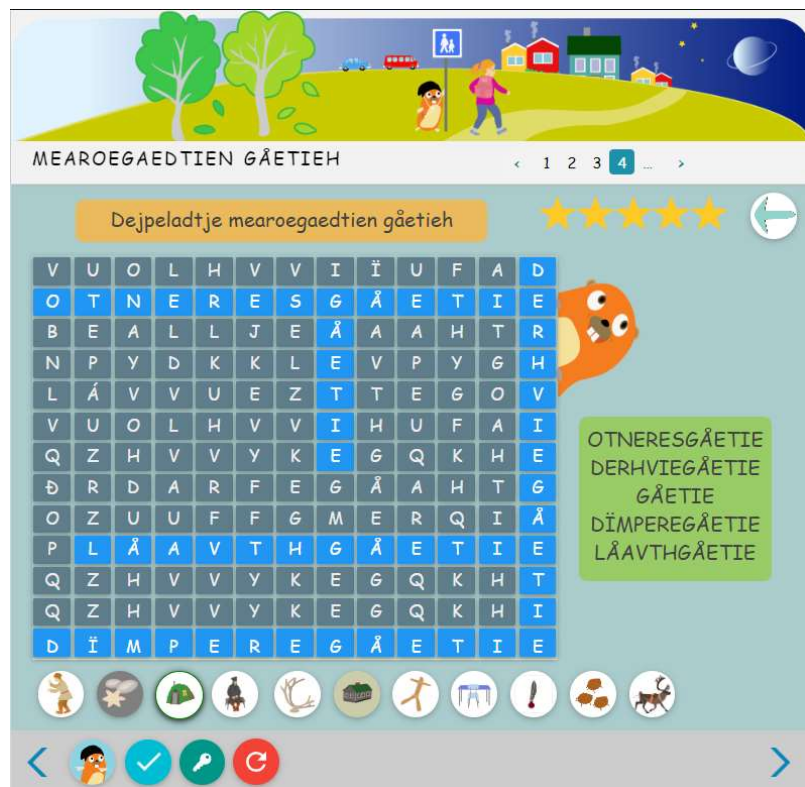 MEAROEGAEDTIEN GÅETIEH
‹ 1 2 3 4 ... ›
Dejpeladtje mearoegaedtien gåetieh
V U O L H V V I Ï U F A D
O T N E R E S G Å E T I E
B E A L L J E Å A A H T R
N P Y D K K L E V P Y G H
L Á V V U E Z T T E G O V
V U O L H V V I H U F A I
Q Z H V V Y K E G Q K H E
Đ R D A R F E G Å A H T G
O Z U U F F G M E R Q I Å
P L Å A V T H G Å E T I E
Q Z H V V Y K E G Q K H T
Q Z H V V Y K E G Q K H I
D Ï M P E R E G Å E T I E
OTNERESGÅETIE
DERHVIEGÅETIE
GÅETIE
DÏMPEREGÅETIE
LÅAVTHGÅETIE